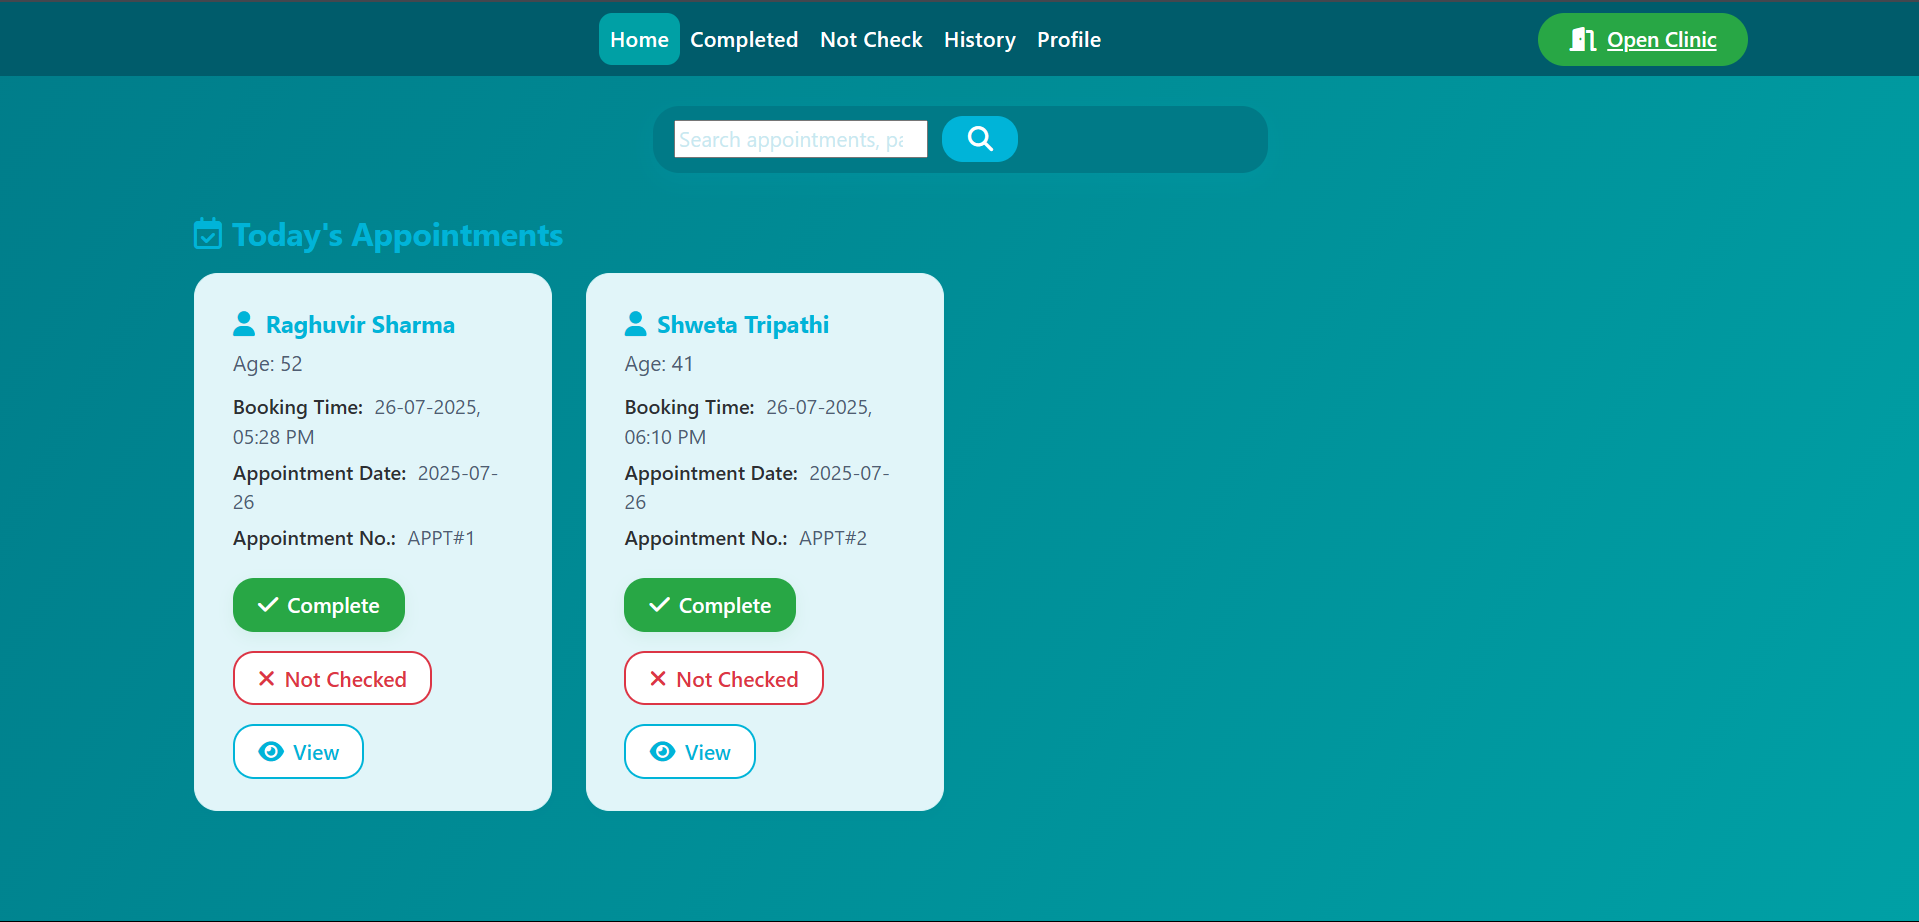 Home Completed Not Check History Profile Open Clinic
Search appointments, pa
Today's Appointments
Raghuvir Sharma
Age: 52
Booking Time: 26-07-2025,
05:28 PM
Appointment Date: 2025-07-
26
Appointment No.: APPT#1
Complete
Not Checked
View
Shweta Tripathi
Age: 41
Booking Time: 26-07-2025,
06:10 PM
Appointment Date: 2025-07-
26
Appointment No.: APPT#2
Complete
Not Checked
View